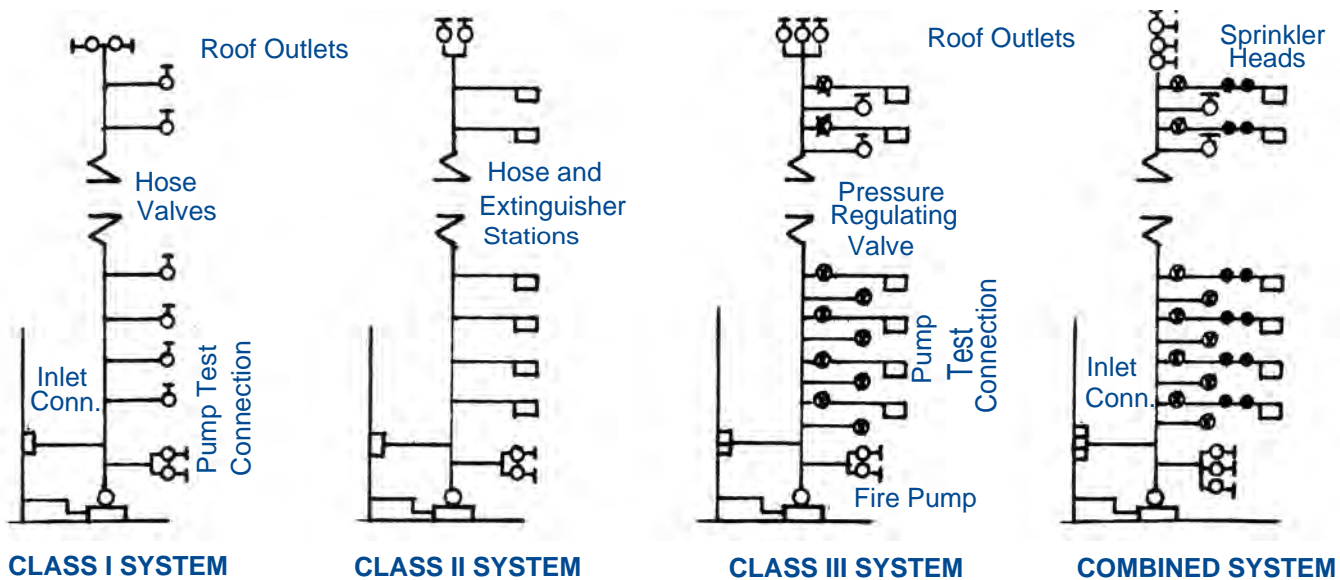 Roof Outlets
Hose
Valves
Inlet
Conn.
Pump Test
Connection
CLASS I SYSTEM
Hose and
Extinguisher
Stations
CLASS II SYSTEM
Roof Outlets
Pressure
Regulating
Valve
Pump
Test
Connection
Fire Pump
CLASS III SYSTEM
Sprinkler
Heads
Inlet
Conn.
COMBINED SYSTEM